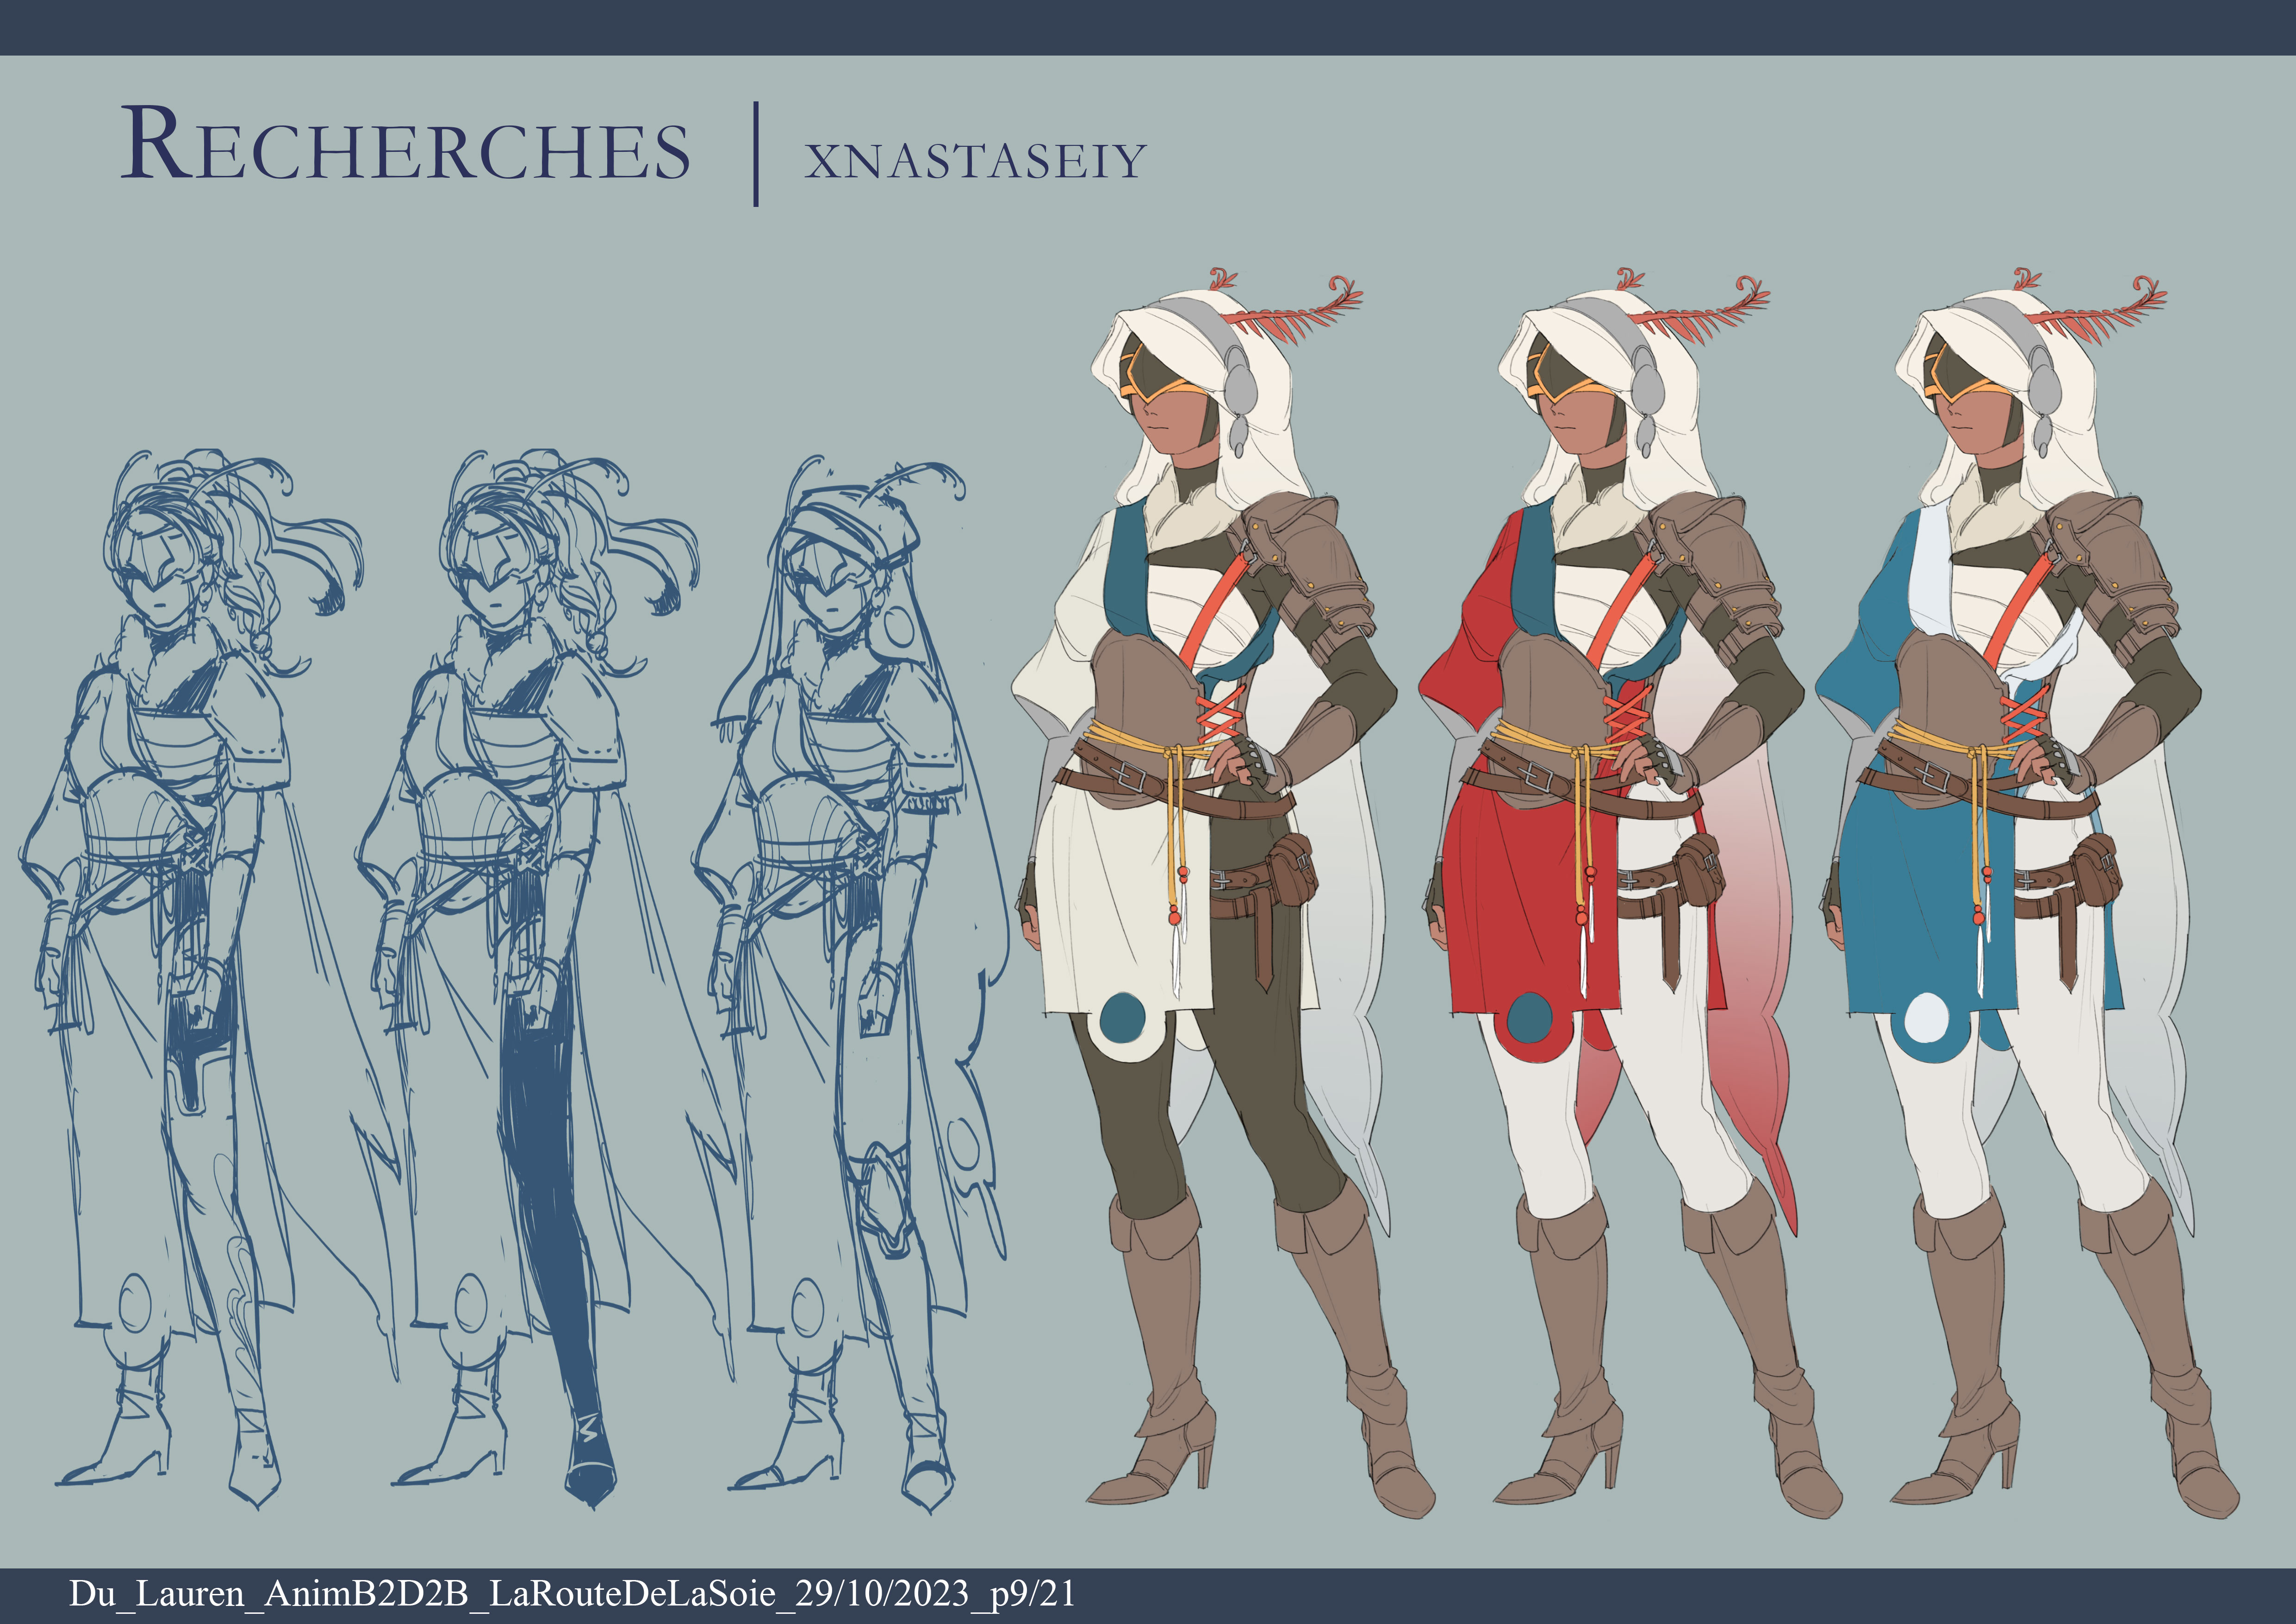 Recherches | xnastaseiy
Du_Lauren_AnimB2D2B_LaRouteDeLaSoie_29/10/2023_p9/21